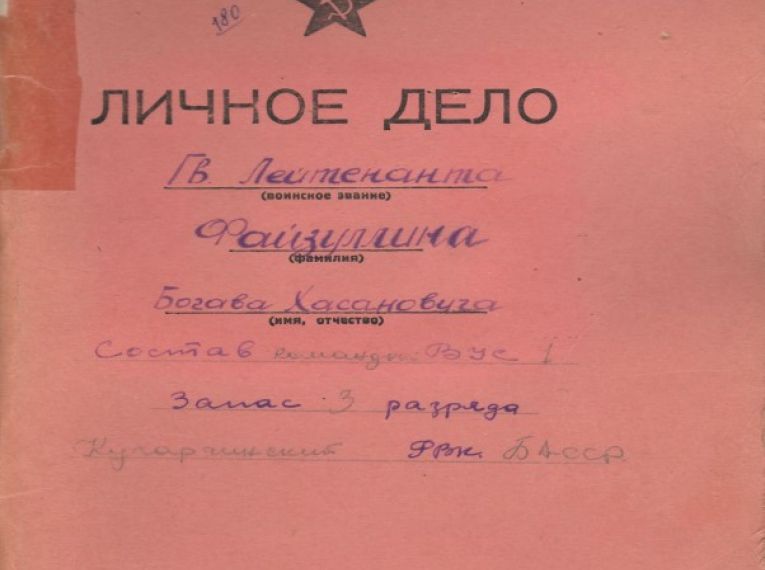 180
ЛИЧНОЕ ДЕЛО
Гв. Лейтенанта
(воинское звание)
Файзуллина
(фамилия)
Богава Хасановича
(имя, отчество)
Состав командн. ВУС 1
Запас 3 разряда
Кугарчинский РВК. БАССР